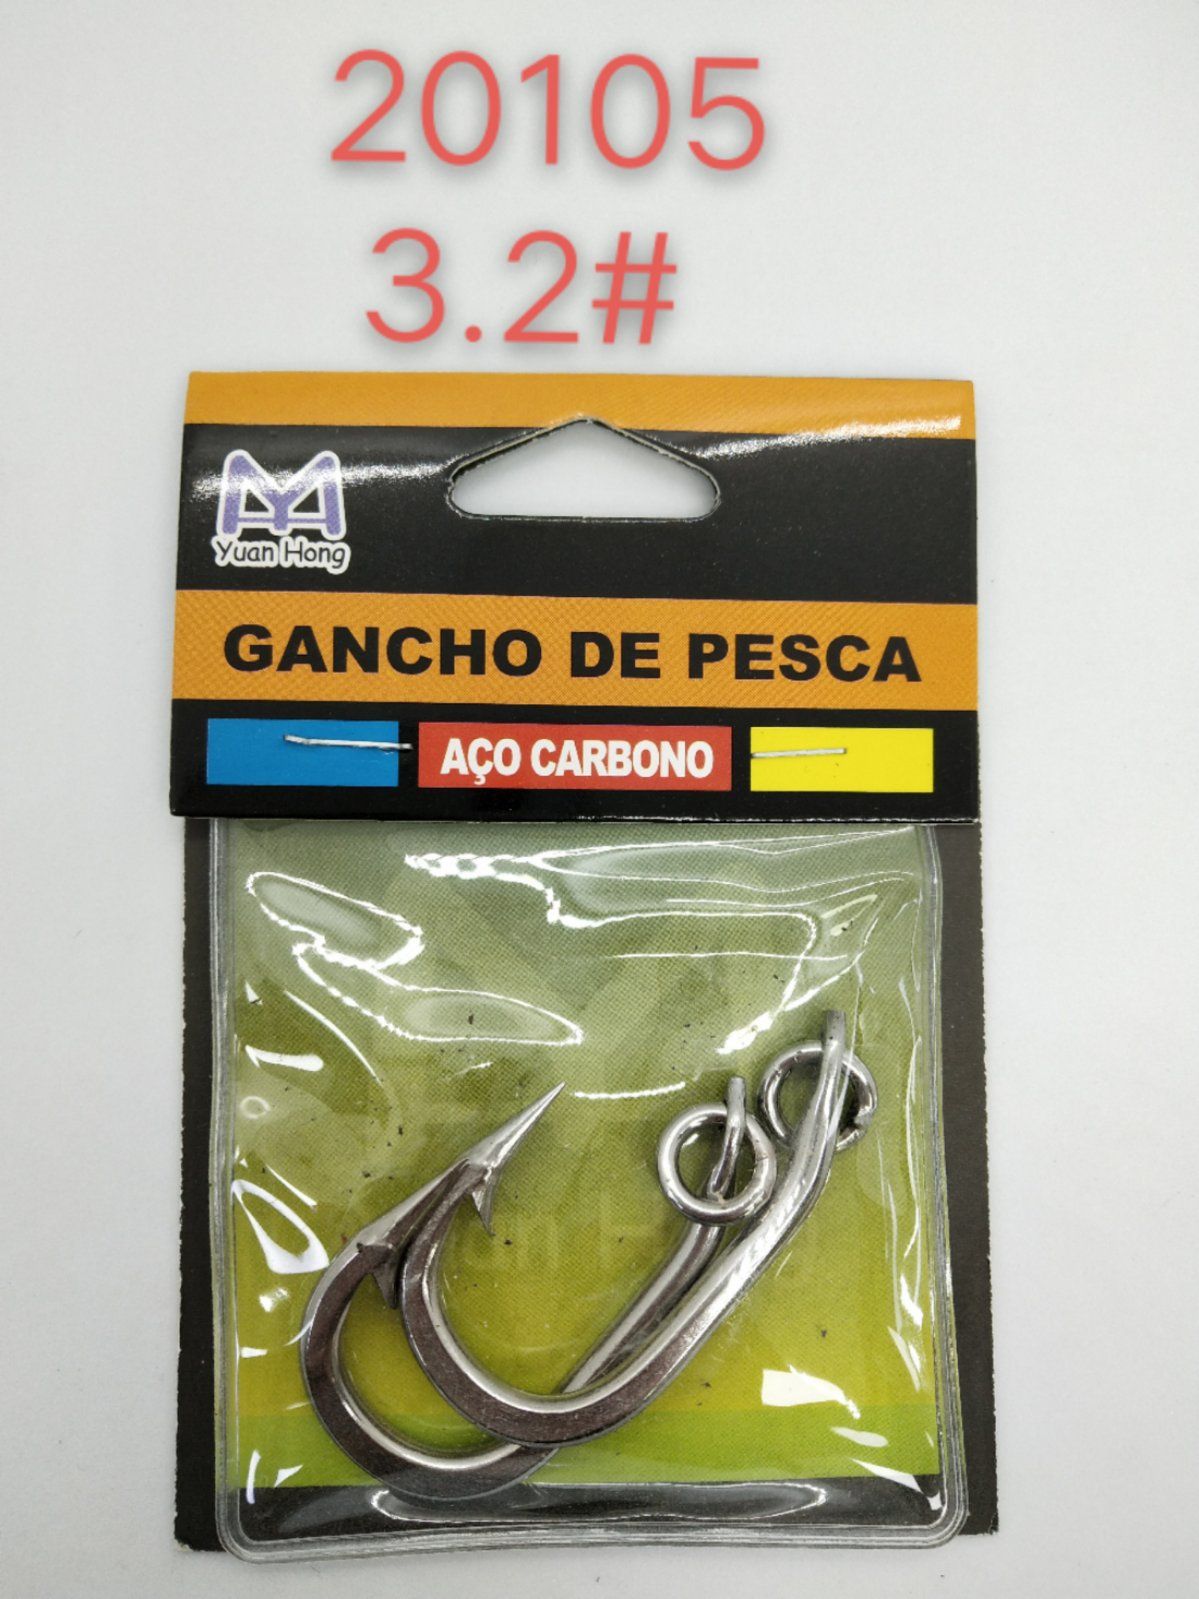 20105
3.2#
Yuan Hong
GANCHO DE PESCA
AÇO CARBONO